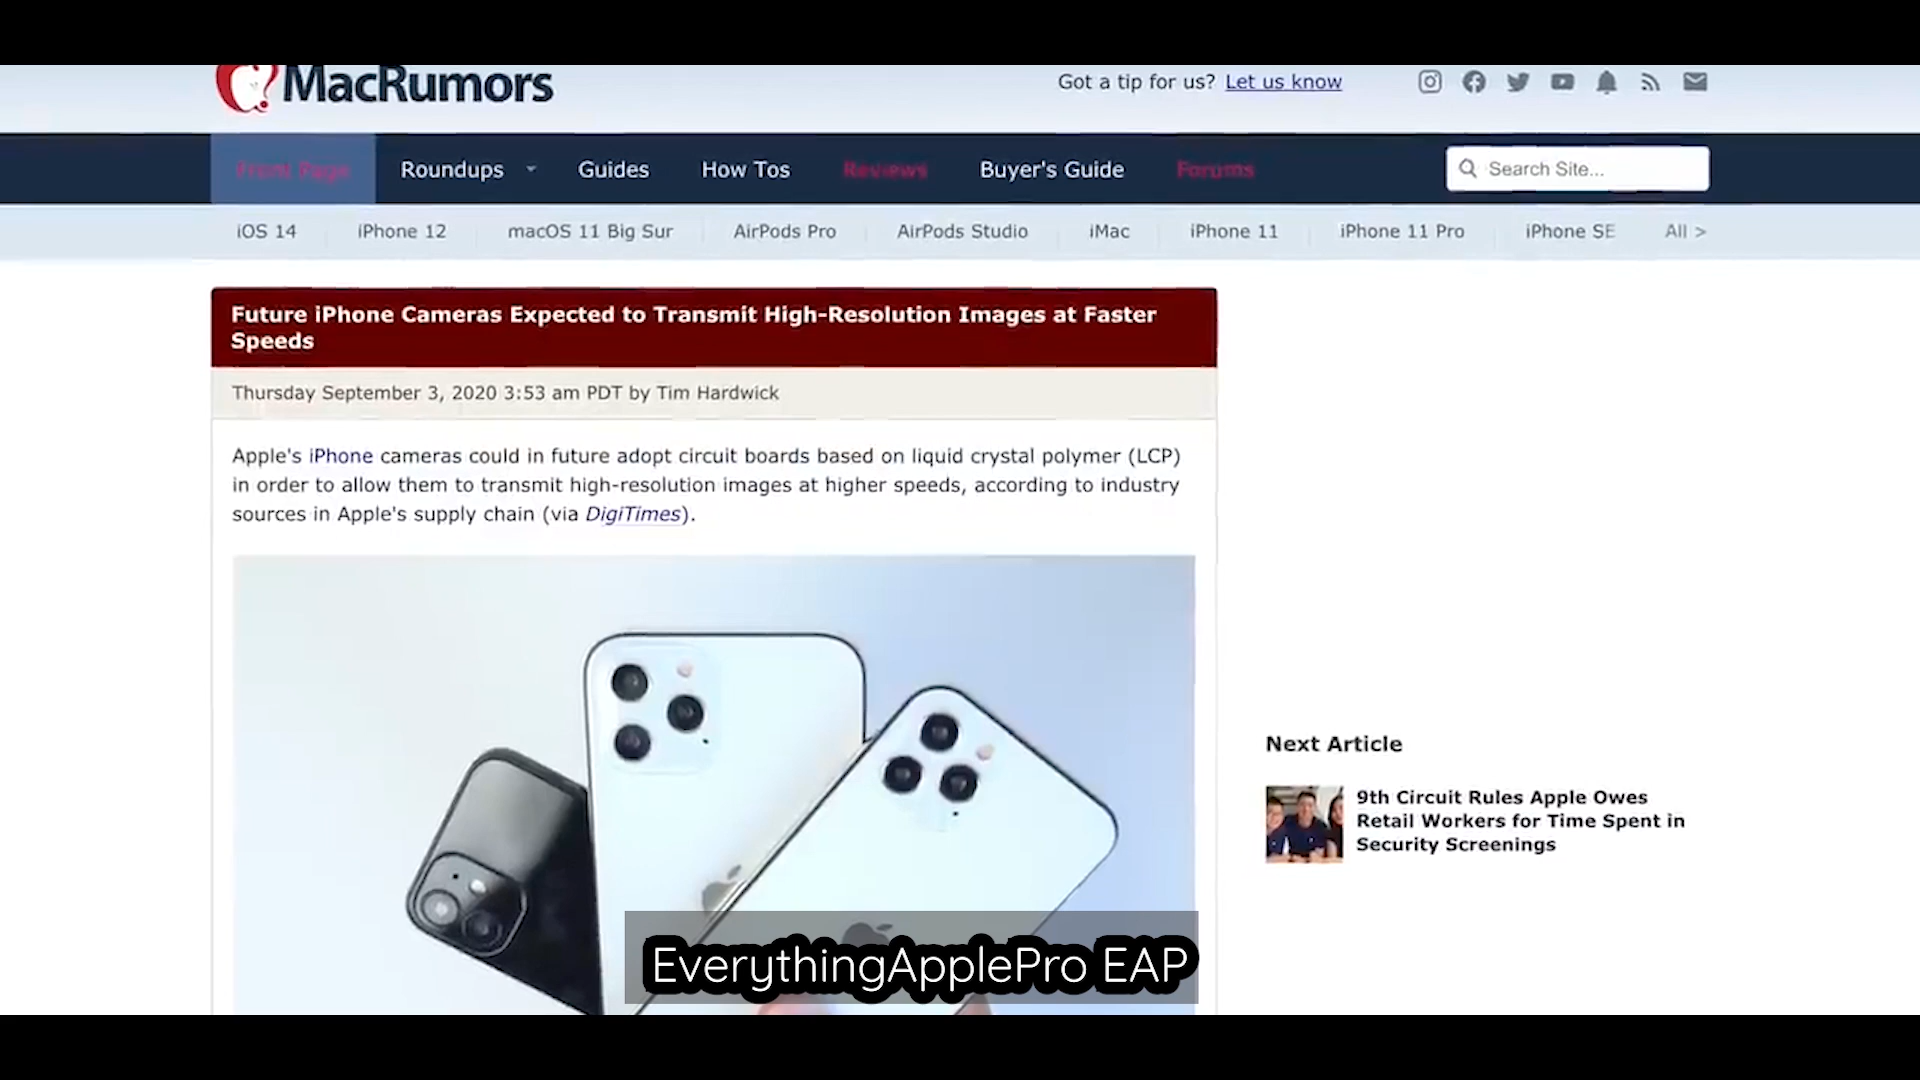 MacRumors
Got a tip for us? Let us know
Front Page
Roundups
Guides
How Tos
Reviews
Buyer's Guide
Forums
Search Site...
iOS 14
iPhone 12
macOS 11 Big Sur
AirPods Pro
AirPods Studio
iMac
iPhone 11
iPhone 11 Pro
iPhone SE
All >
Future iPhone Cameras Expected to Transmit High-Resolution Images at Faster
Speeds
Thursday September 3, 2020 3:53 am PDT by Tim Hardwick
Apple's iPhone cameras could in future adopt circuit boards based on liquid crystal polymer (LCP)
in order to allow them to transmit high-resolution images at higher speeds, according to industry
sources in Apple's supply chain (via DigiTimes).
Next Article
9th Circuit Rules Apple Owes
Retail Workers for Time Spent in
Security Screenings
EverythingApplePro EAP